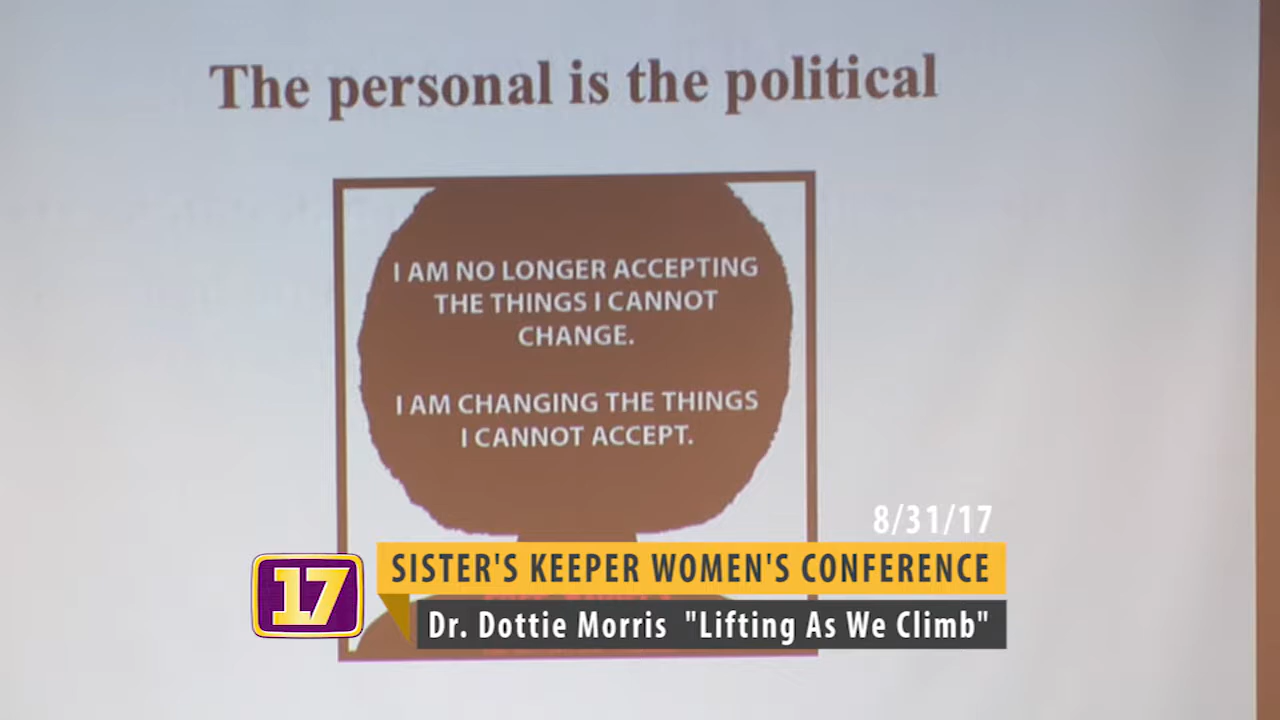 The personal is the political
I AM NO LONGER ACCEPTING
THE THINGS I CANNOT
CHANGE.
I AM CHANGING THE THINGS
I CANNOT ACCEPT.
8/31/17
17
SISTER'S KEEPER WOMEN'S CONFERENCE
Dr. Dottie Morris "Lifting As We Climb"